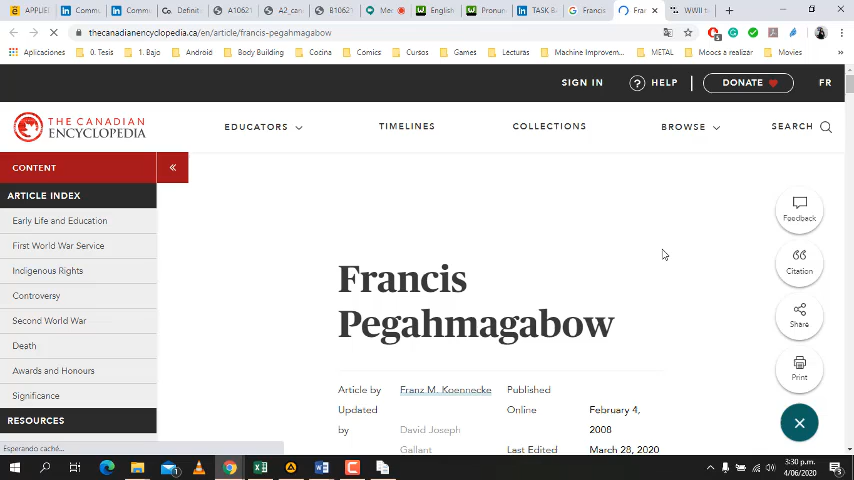 APPLIE
Commu
Commu
Definiti
A10621
A2_can
B10621
Me
English
Pronun
TASK BA
Francis
Fran
WWII t
thecanadianencyclopedia.ca/en/article/francis-pegahmagabow
Aplicaciones
0. Tesis
1. Bajo
Android
Body Building
Cocina
Comics
Cursos
Games
Lecturas
Machine Improvem...
METAL
Moocs a realizar
Movies
SIGN IN
HELP
DONATE
FR
THE CANADIAN
ENCYCLOPEDIA
EDUCATORS
TIMELINES
COLLECTIONS
BROWSE
SEARCH
CONTENT
ARTICLE INDEX
Early Life and Education
First World War Service
Indigenous Rights
Controversy
Second World War
Death
Awards and Honours
Significance
RESOURCES
Feedback
Citation
Share
Print
Francis
Pegahmagabow
Article by Franz M. Koennecke
Published
Online February 4,
2008
Updated
by David Joseph
Gallant
Last Edited March 28, 2020
Esperando caché...
3:30 p.m.
4/06/2020